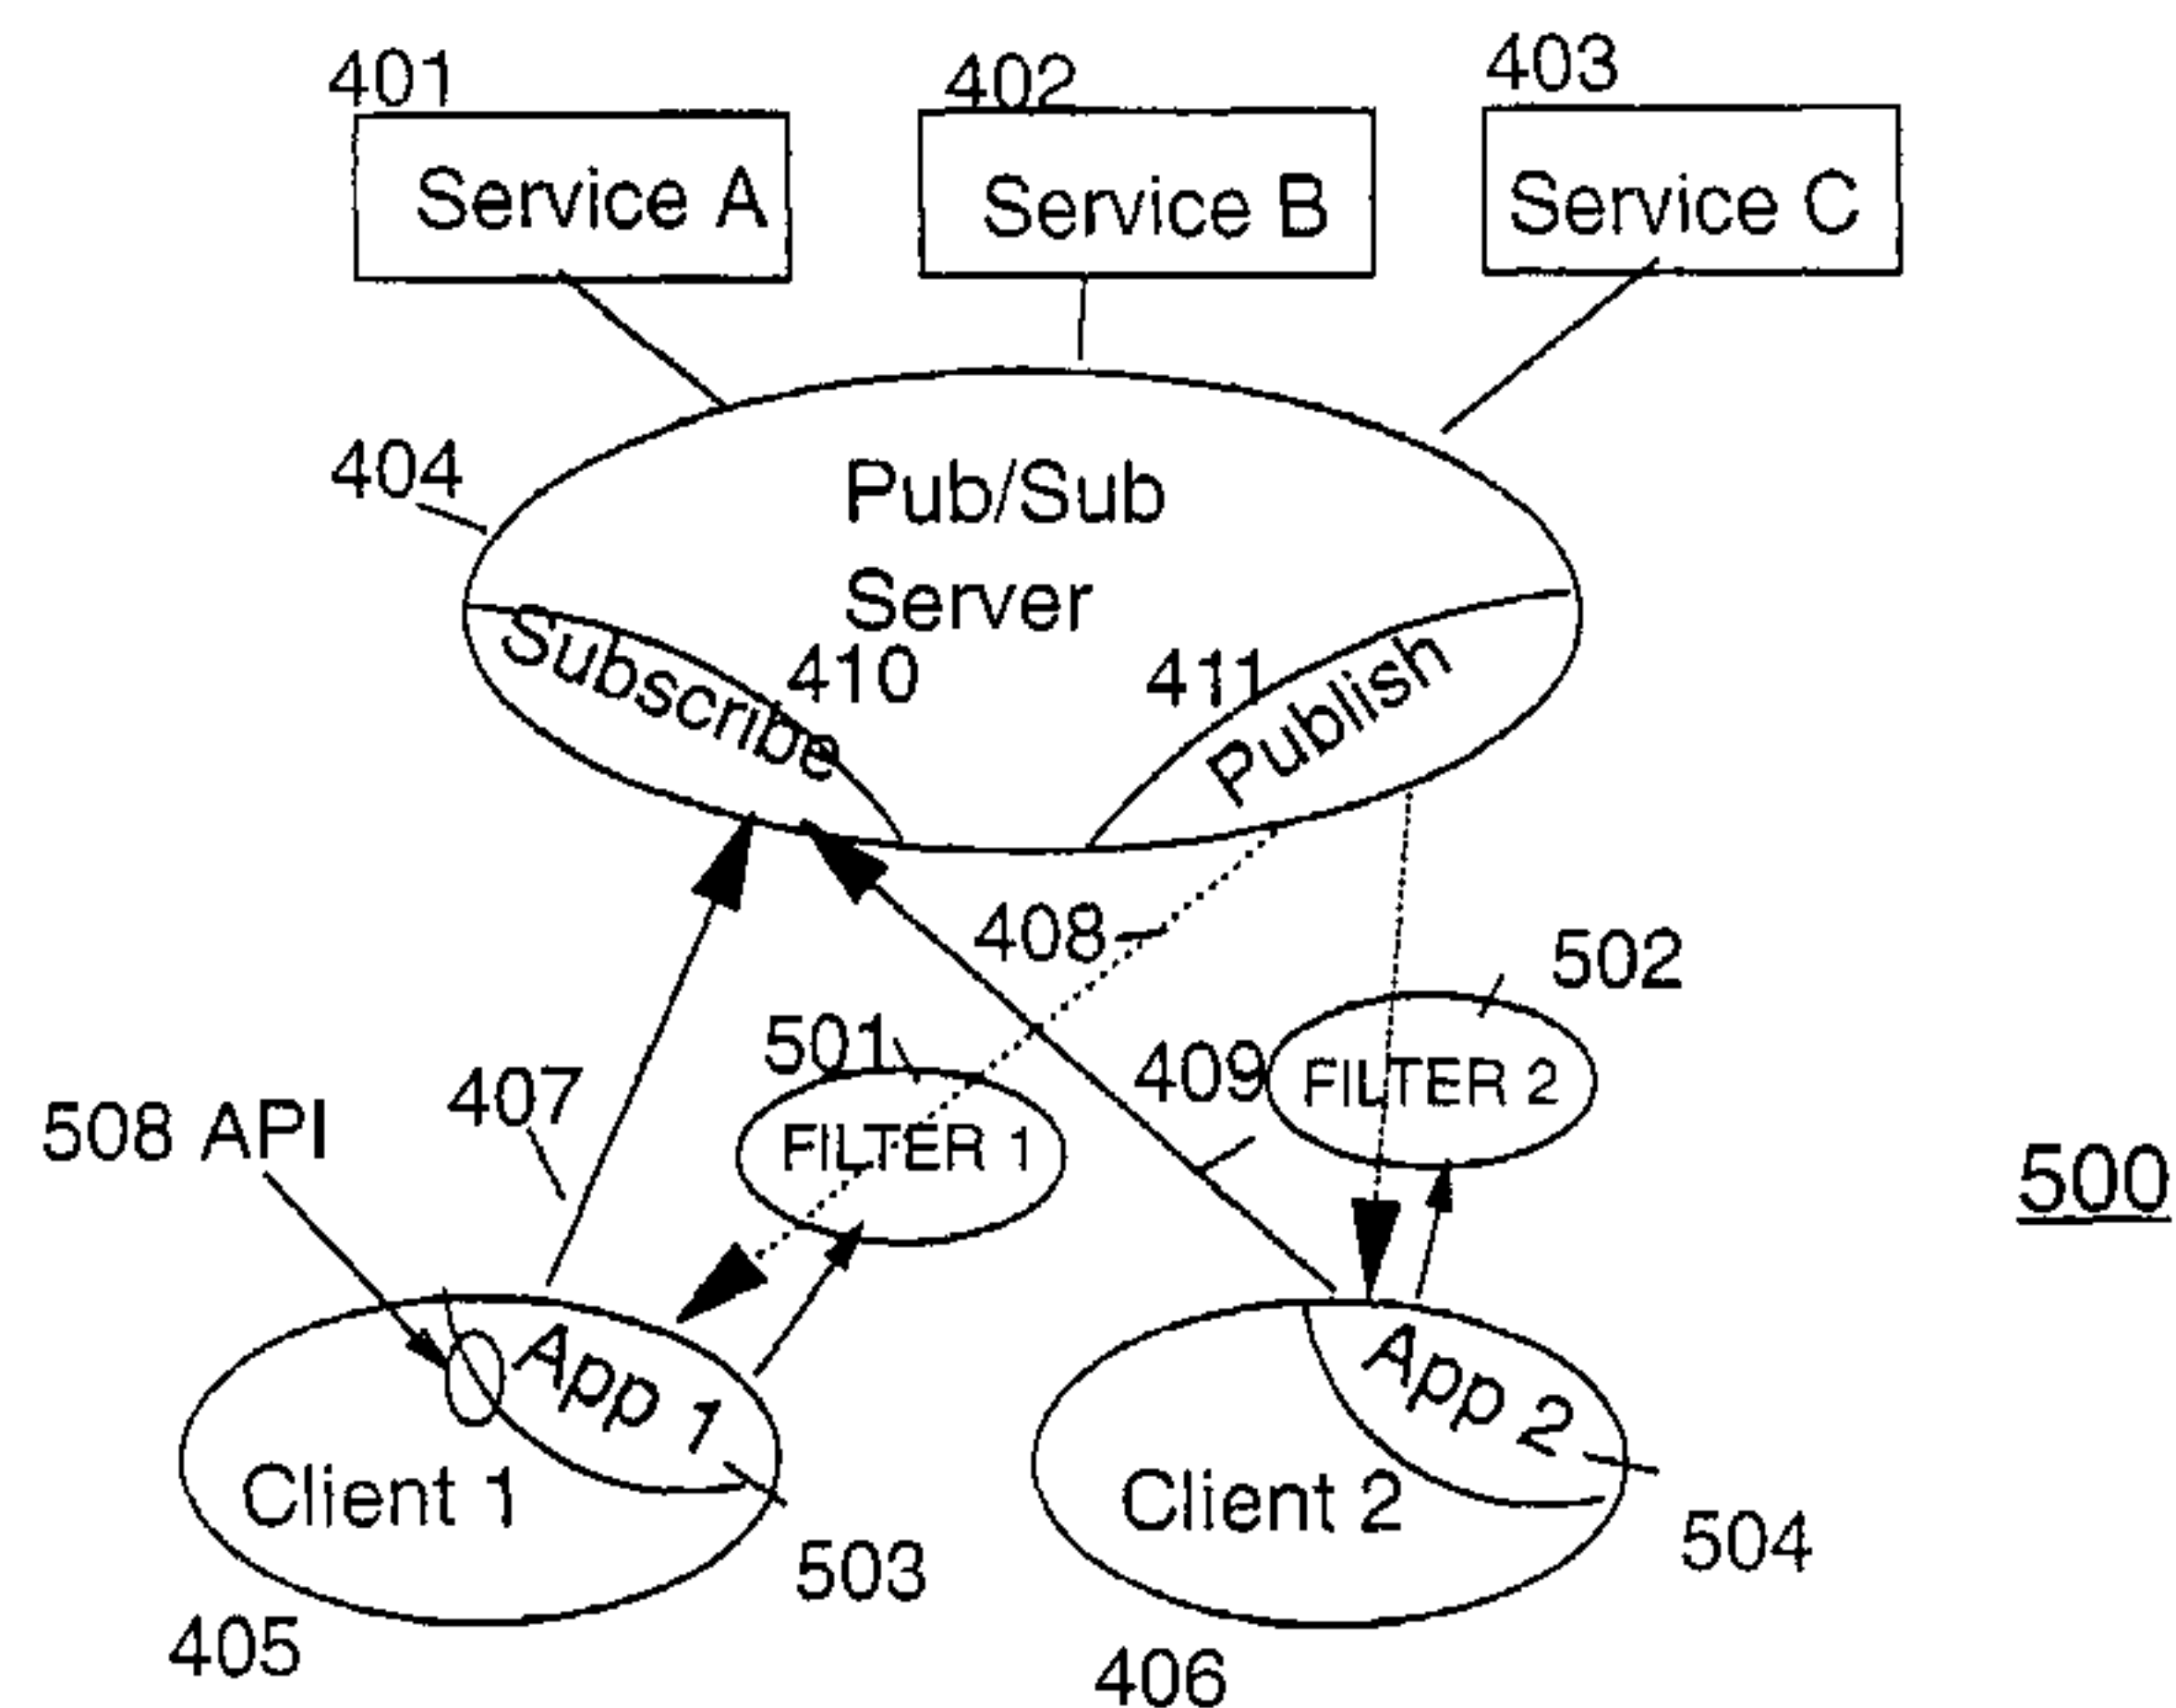 401
402
403
Service A
Service B
Service C
404
Pub/Sub
Server
Subscribe
410
411
Publish
408
502
501
409
FILTER 2
407
508 API
FILTER 1
500
App 1
App 2
Client 1
Client 2
503
504
405
406